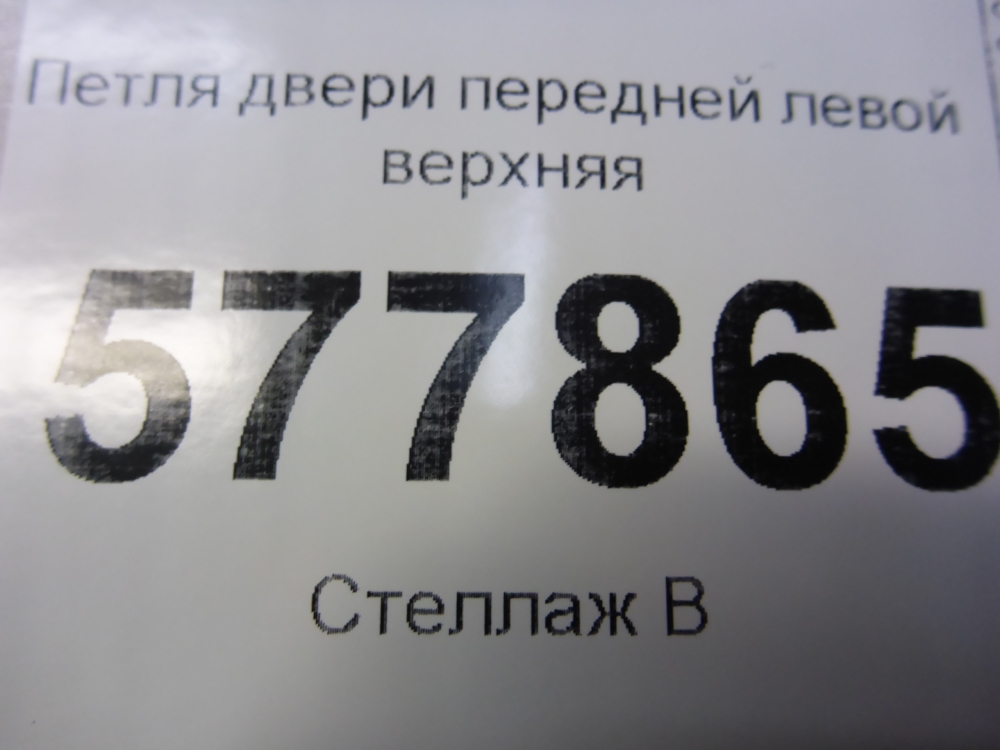 Петля двери передней левой
верхняя
577865
Стеллаж В